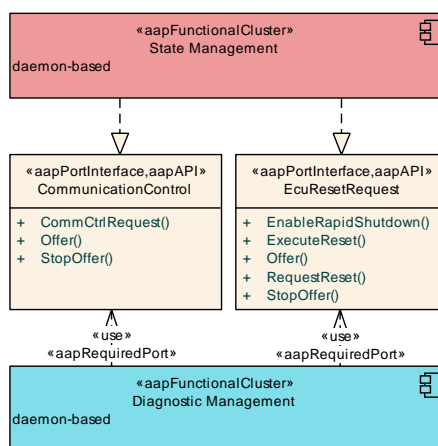 «aapFunctionalCluster»
State Management
daemon-based
«aapPortInterface,aapAPI»
CommunicationControl
+ CommCtrlRequest()
+ Offer()
+ StopOffer()
«aapPortInterface,aapAPI»
EcuResetRequest
+ EnableRapidShutdown()
+ ExecuteReset()
+ Offer()
+ RequestReset()
+ StopOffer()
«use»
«aapRequiredPort»
«use»
«aapRequiredPort»
«aapFunctionalCluster»
Diagnostic Management
daemon-based